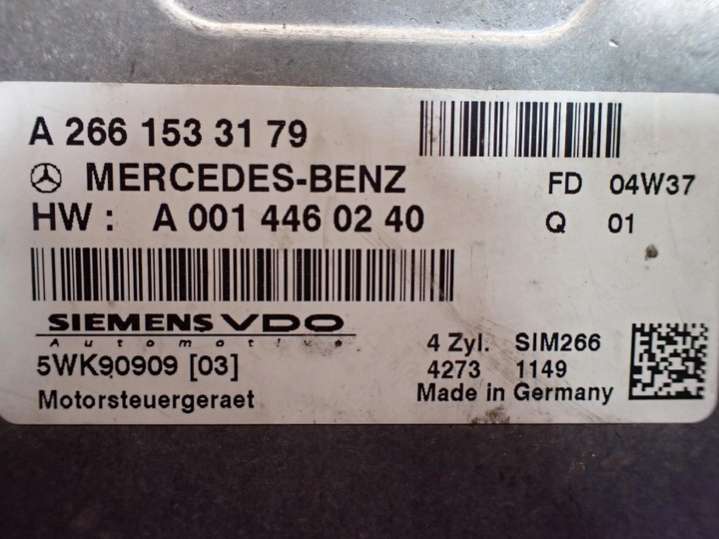 A 266 153 31 79
MERCEDES-BENZ
FD 04W37
HW : A 001 446 02 40
Q 01
SIEMENS VDO
Automotive
4 Zyl. SIM266
5WK90909 [03]
4273 1149
Motorsteuergeraet
Made in Germany